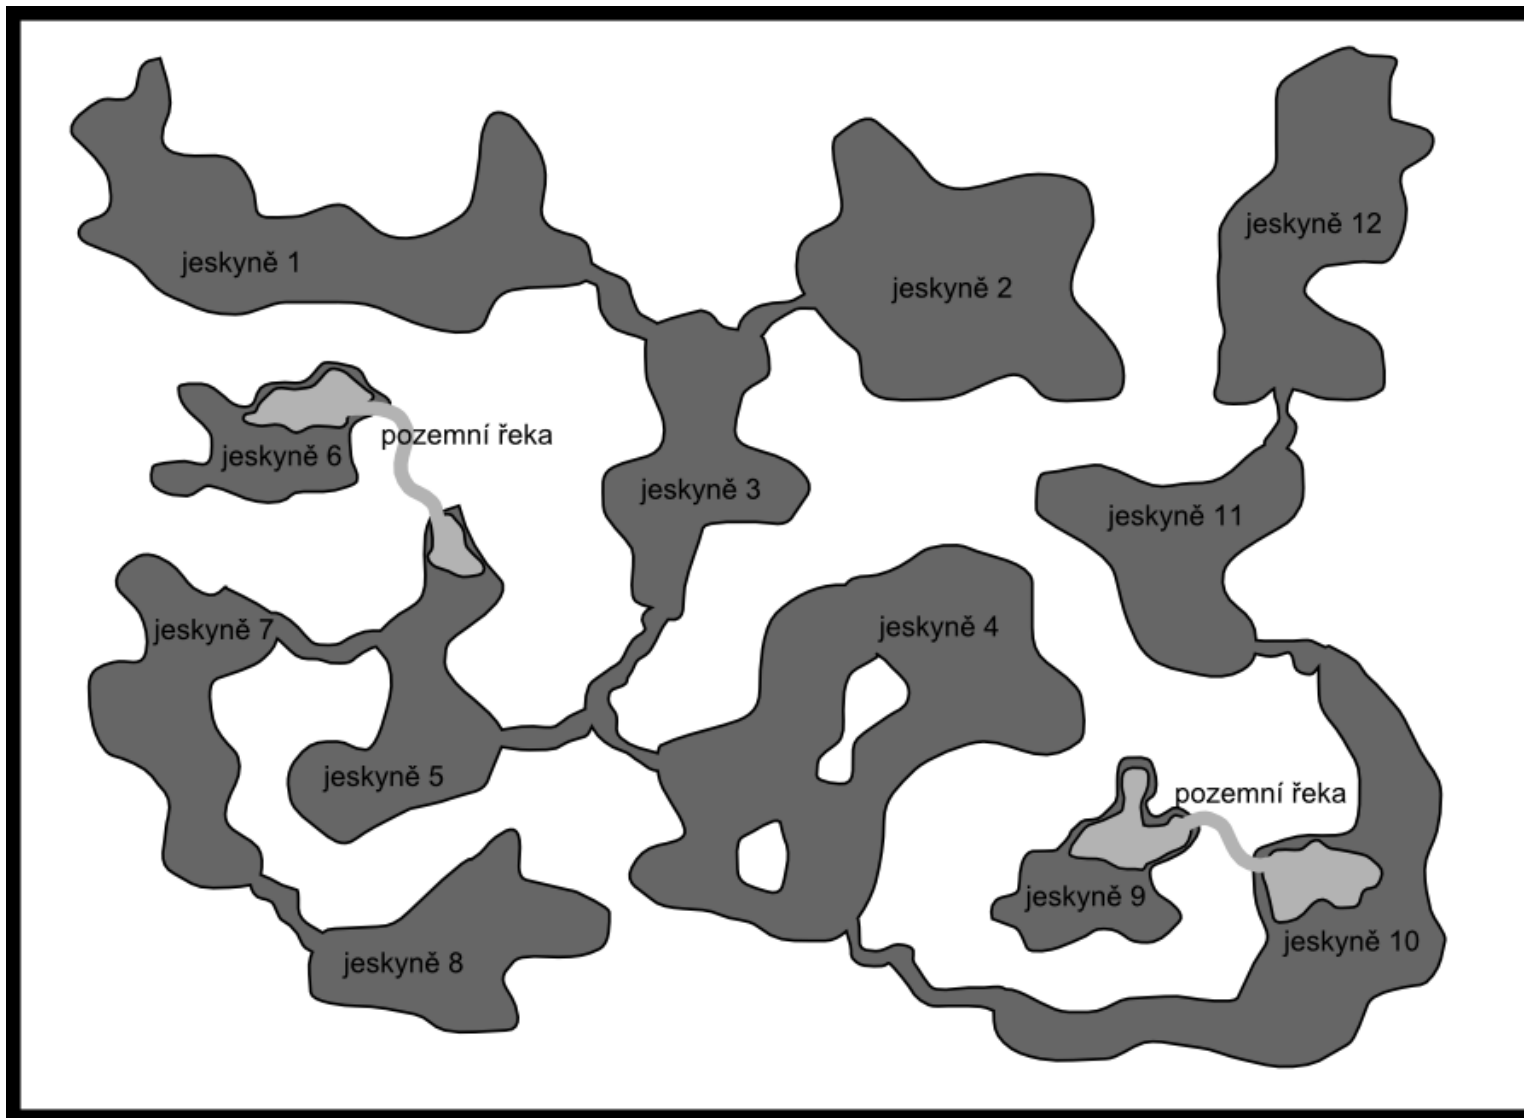 jeskyně 1
jeskyně 2
jeskyně 12
pozemní řeka
jeskyně 6
jeskyně 3
jeskyně 11
jeskyně 7
jeskyně 4
jeskyně 5
pozemní řeka
jeskyně 9
jeskyně 10
jeskyně 8